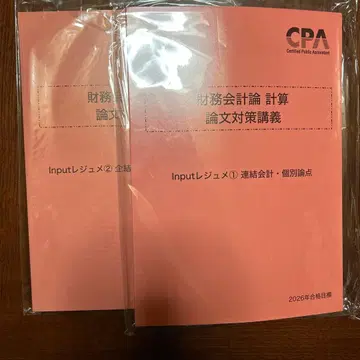 CPA
Certified Public Accountant
財務会計論 計算
論文対策講義
Inputレジュメ① 連結会計・個別論点
2026年合格目標
財務会
論文
Inputレジュメ② 企結